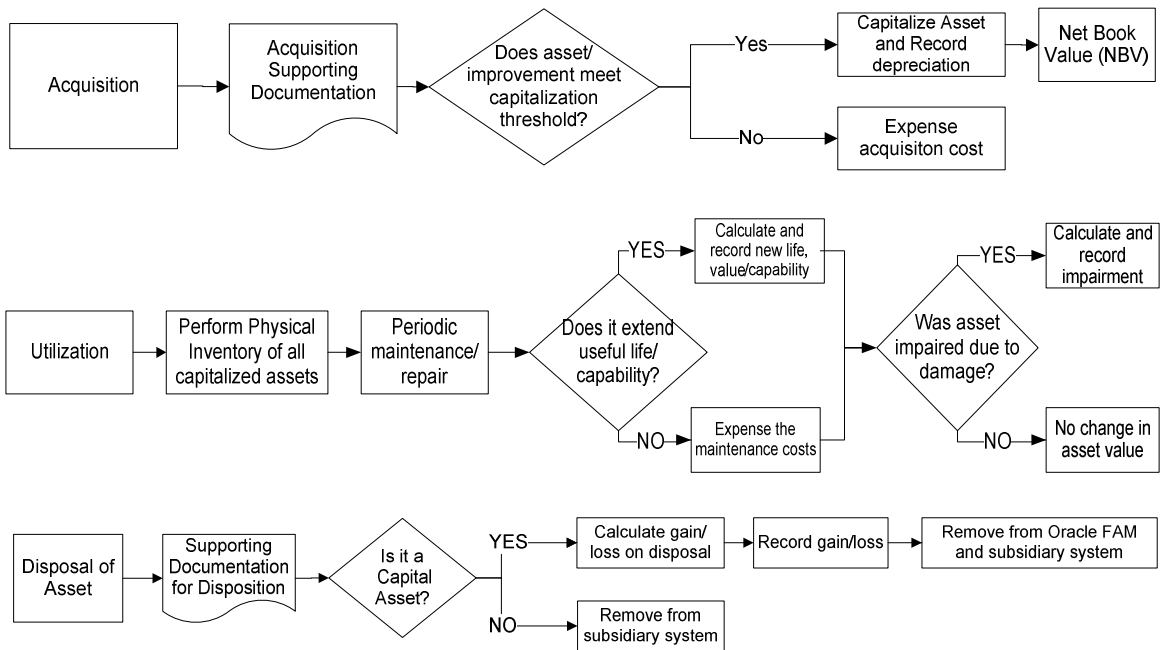 Acquisition
Acquisition
Supporting
Documentation
Does asset/
improvement meet
capitalization
threshold?
Yes
Capitalize Asset
and Record
depreciation
Net Book
Value (NBV)
No
Expense
acquisiton cost
Utilization
Perform Physical
Inventory of all
capitalized assets
Periodic
maintenance/
repair
Does it extend
useful life/
capability?
YES
Calculate and
record new life,
value/capability
NO
Expense the
maintenance costs
Was asset
impaired due to
damage?
YES
Calculate and
record
impairment
NO
No change in
asset value
Disposal of
Asset
Supporting
Documentation
for Disposition
Is it a
Capital
Asset?
YES
Calculate gain/
loss on disposal
Record gain/loss
Remove from Oracle FAM
and subsidiary system
NO
Remove from
subsidiary system